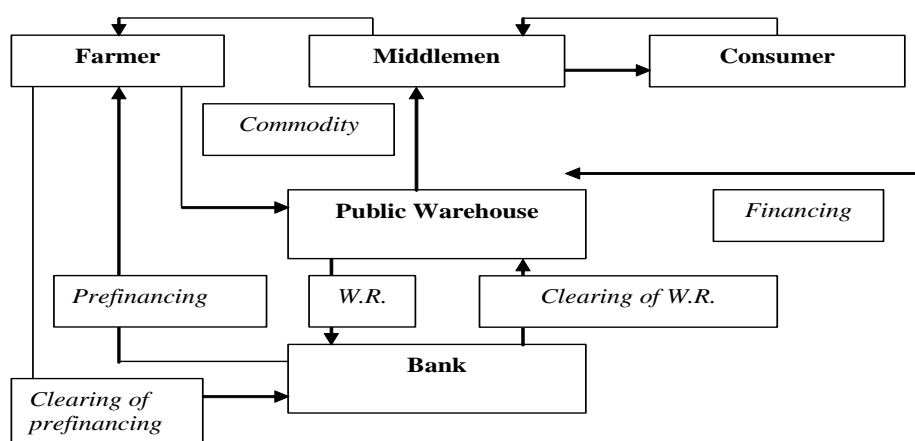 Farmer
Middlemen
Consumer
Commodity
Public Warehouse
Financing
Prefinancing
W.R.
Clearing of W.R.
Bank
Clearing of
prefinancing